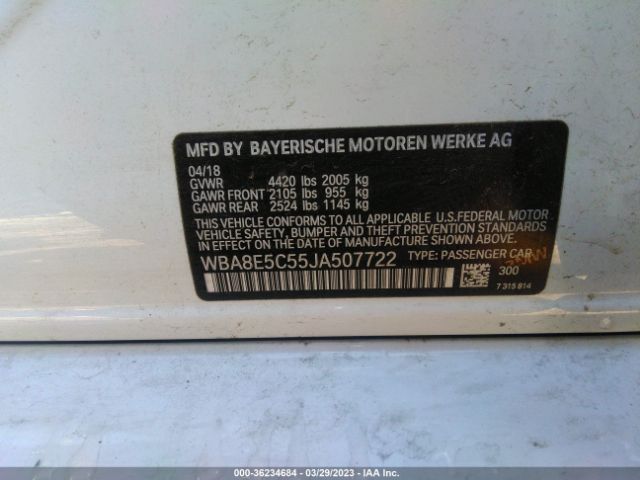 MFD BY BAYERISCHE MOTOREN WERKE AG
04/18
GVWR 4420 lbs 2005 kg
GAWR FRONT 2105 lbs 955 kg
GAWR REAR 2524 lbs 1145 kg
THIS VEHICLE CONFORMS TO ALL APPLICABLE U.S.FEDERAL MOTOR
VEHICLE SAFETY, BUMPER AND THEFT PREVENTION STANDARDS
IN EFFECT ON THE DATE OF MANUFACTURE SHOWN ABOVE.
WBA8E5C55JA507722 TYPE: PASSENGER CAR
300
7 315 814
000-36234684 - 03/29/2023 - IAA Inc.